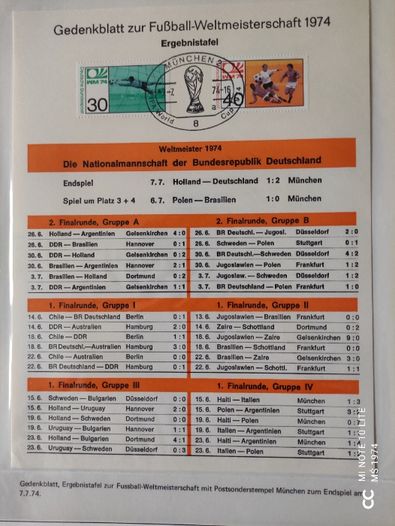 Gedenkblatt zur Fußball-Weltmeisterschaft 1974
Ergebnistafel
30
40
MÜNCHEN 2
a
8
Weltmeister 1974
Die Nationalmannschaft der Bundesrepublik Deutschland
Endspiel 7.7. Holland — Deutschland 1 : 2 München
Spiel um Platz 3 + 4 6.7. Polen — Brasilien 1 : 0 München
2. Finalrunde, Gruppe A
26. 6. Holland — Argentinien Gelsenkirchen 4 : 0
26. 6. DDR — Brasilien Hannover 0 : 1
30. 6. DDR — Holland Gelsenkirchen 0 : 2
30. 6. Brasilien — Argentinien Hannover 2 : 1
3. 7. Brasilien — Holland Dortmund 0 : 2
3. 7. DDR — Argentinien Gelsenkirchen 1 : 1
2. Finalrunde, Gruppe B
26. 6. BR Deutschl. — Jugosl. Düsseldorf 2 : 0
26. 6. Schweden — Polen Stuttgart 0 : 1
30. 6. BR Deutschl. — Schweden Düsseldorf 4 : 2
30. 6. Jugoslawien — Polen Frankfurt 1 : 2
3. 7. Jugoslaw. — Schweden Düsseldorf 1 : 2
3. 7. BR Deutschl. — Polen Frankfurt 1 : 0
1. Finalrunde, Gruppe I
14. 6. Chile — BR Deutschland Berlin 0 : 1
14. 6. DDR — Australien Hamburg 2 : 0
18. 6. Chile — DDR Berlin 1 : 1
18. 6. BR Deutschl. — Australien Hamburg 3 : 0
22. 6. Chile — Australien Berlin 0 : 0
22. 6. BR Deutschland — DDR Hamburg 0 : 1
1. Finalrunde, Gruppe II
13. 6. Jugoslawien — Brasilien Frankfurt 0 : 0
14. 6. Zaire — Schottland Dortmund 0 : 2
18. 6. Jugoslawien — Zaire Gelsenkirchen 9 : 0
18. 6. Brasilien — Schottland Frankfurt 0 : 0
22. 6. Brasilien — Zaire Gelsenkirchen 3 : 0
22. 6. Jugoslawien — Schottl. Frankfurt 1 : 1
1. Finalrunde, Gruppe III
15. 6. Schweden — Bulgarien Düsseldorf 0 : 0
15. 6. Holland — Uruguay Hannover 2 : 0
19. 6. Holland — Schweden Dortmund 0 : 0
19. 6. Uruguay — Bulgarien Hannover 1 : 1
23. 6. Holland — Bulgarien Dortmund 4 : 1
23. 6. Uruguay — Schweden Düsseldorf 0 : 3
1. Finalrunde, Gruppe IV
15. 6. Haiti — Italien München 1 : 3
15. 6. Polen — Argentinien Stuttgart 3 : 2
19. 6. Haiti — Polen München
19. 6. Italien — Argentinien Stuttgart 1 : 1
23. 6. Haiti — Argentinien München
23. 6. Italien — Polen Stuttgart
Gedenkblatt, Ergebnistafel zur Fussball-Weltmeisterschaft mit Postsonderstempel München zum Endspiel am
7.7.74.
MI NOTE 10 LITE
MS 1974